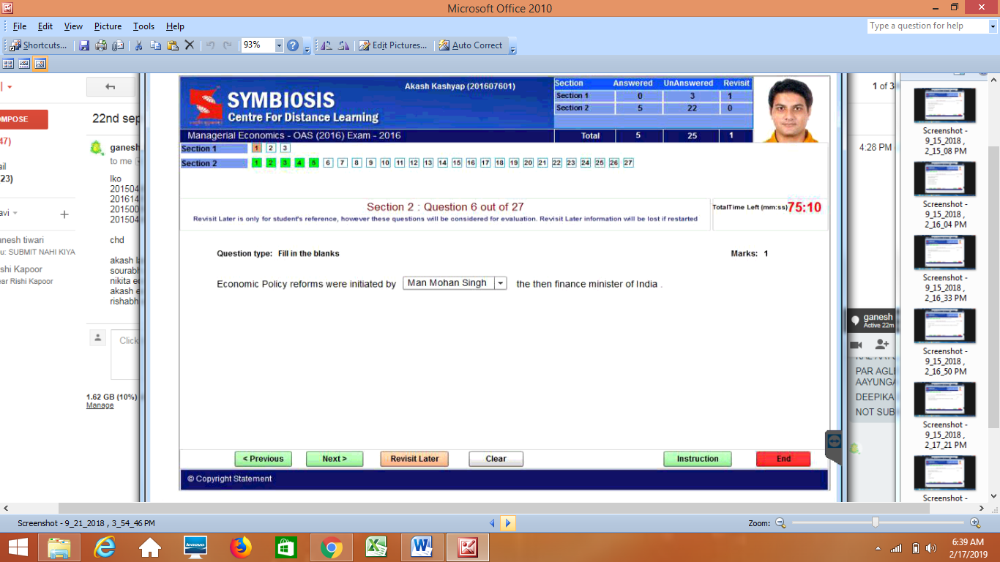 Microsoft Office 2010
File Edit View Picture Tools Help
Type a question for help
Shortcuts... 93% Edit Pictures... Auto Correct
COMPOSE
22nd sep
ganesh
to me
lko
201504
201614
201500
201504
chd
akash la
sourabh
nikita e
akash e
rishabh
Click
47)
ail
23)
avi
anesh tiwari
u: SUBMIT NAHI KIYA
shi Kapoor
ear Rishi Kapoor
1.62 GB (10%)
Manage
SYMBIOSIS
Centre For Distance Learning
Akash Kashyap (201607601)
Section Answered UnAnswered Revisit
Section 1 0 3 1
Section 2 5 22 0
Managerial Economics - OAS (2016) Exam - 2016
Total 5 25 1
Section 1 1 2 3
Section 2 1 2 3 4 5 6 7 8 9 10 11 12 13 14 15 16 17 18 19 20 21 22 23 24 25 26 27
Section 2 : Question 6 out of 27
Revisit Later is only for student's reference, however these questions will be considered for evaluation. Revisit Later information will be lost if restarted
TotalTime Left (mm:ss) 75:10
Question type: Fill in the blanks
Marks: 1
Economic Policy reforms were initiated by Man Mohan Singh the then finance minister of India .
< Previous Next > Revisit Later Clear Instruction End
© Copyright Statement
1 of 3
4:28 PM
ganesh
Active 22m
PAR AGLI
AAYUNGA
DEEPIKA
NOT SUB
Screenshot -
9_15_2018 ,
2_15_08 PM
Screenshot -
9_15_2018 ,
2_16_04 PM
Screenshot -
9_15_2018 ,
2_16_33 PM
Screenshot -
9_15_2018 ,
2_16_50 PM
Screenshot -
9_15_2018 ,
2_17_21 PM
Screenshot -
Screenshot - 9_21_2018 , 3_54_46 PM
Zoom:
lenovo
6:39 AM
2/17/2019